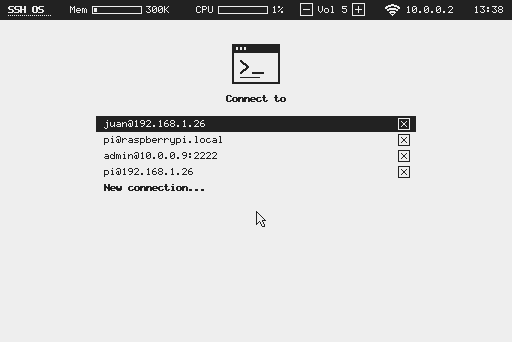 SSH OS Mem 300K CPU 1% Vol 5 10.0.0.2 13:38
Connect to
juan@192.168.1.26
pi@raspberrypi.local
admin@10.0.0.9:2222
pi@192.168.1.26
New connection...